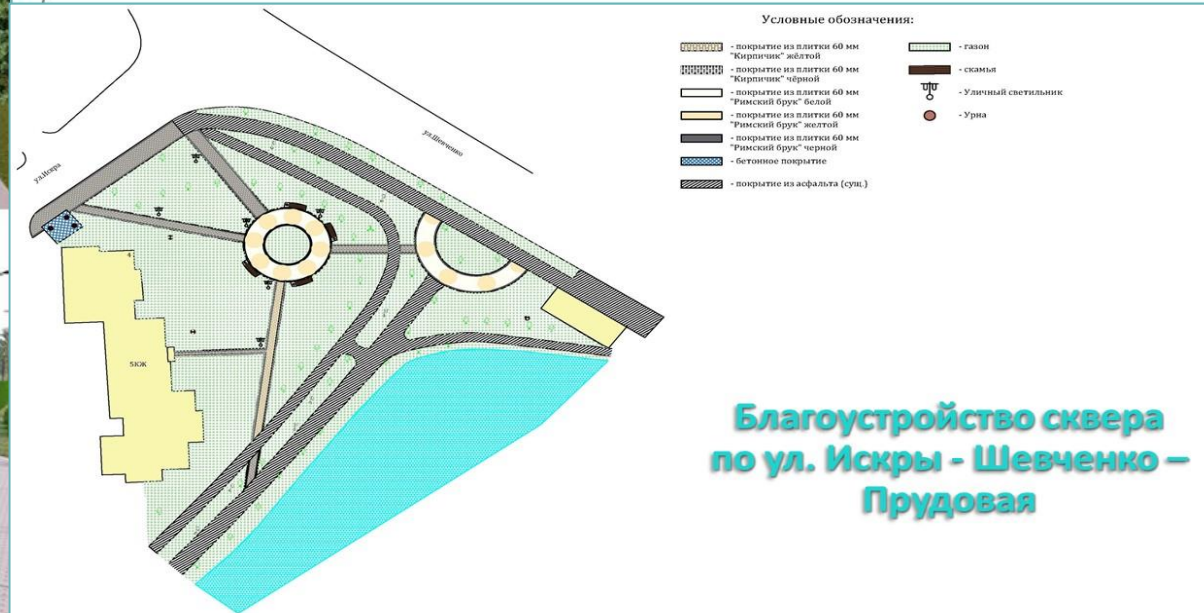 Условные обозначения:
- покрытие из плитки 60 мм
"Кирпичик" жёлтой
- покрытие из плитки 60 мм
"Кирпичик" чёрной
- покрытие из плитки 60 мм
"Римский брук" белой
- покрытие из плитки 60 мм
"Римский брук" желтой
- покрытие из плитки 60 мм
"Римский брук" черной
- бетонное покрытие
- покрытие из асфальта (сущ.)
- газон
- скамья
- Уличный светильник
- Урна
ул.Шевченко
ул.Искра
5КЖ
Благоустройство сквера
по ул. Искры - Шевченко –
Прудовая